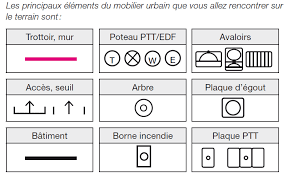 Les principaux éléments du mobilier urbain que vous allez rencontrer sur
le terrain sont :
Trottoir, mur
Poteau PTT/EDF
Avaloirs
T W E
Accès, seuil
Arbre
Plaque d'égout
Bâtiment
Borne incendie
Plaque PTT